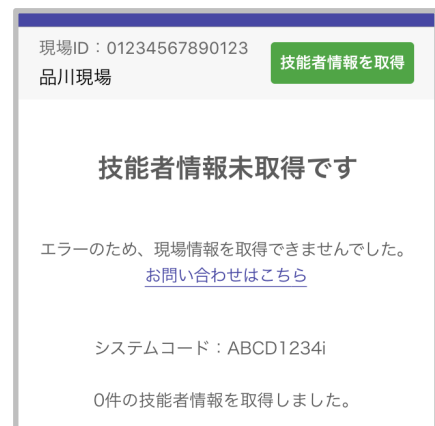 現場ID：01234567890123
品川現場
技能者情報を取得
技能者情報未取得です
エラーのため、現場情報を取得できませんでした。
お問い合わせはこちら
システムコード：ABCD1234i
0件の技能者情報を取得しました。